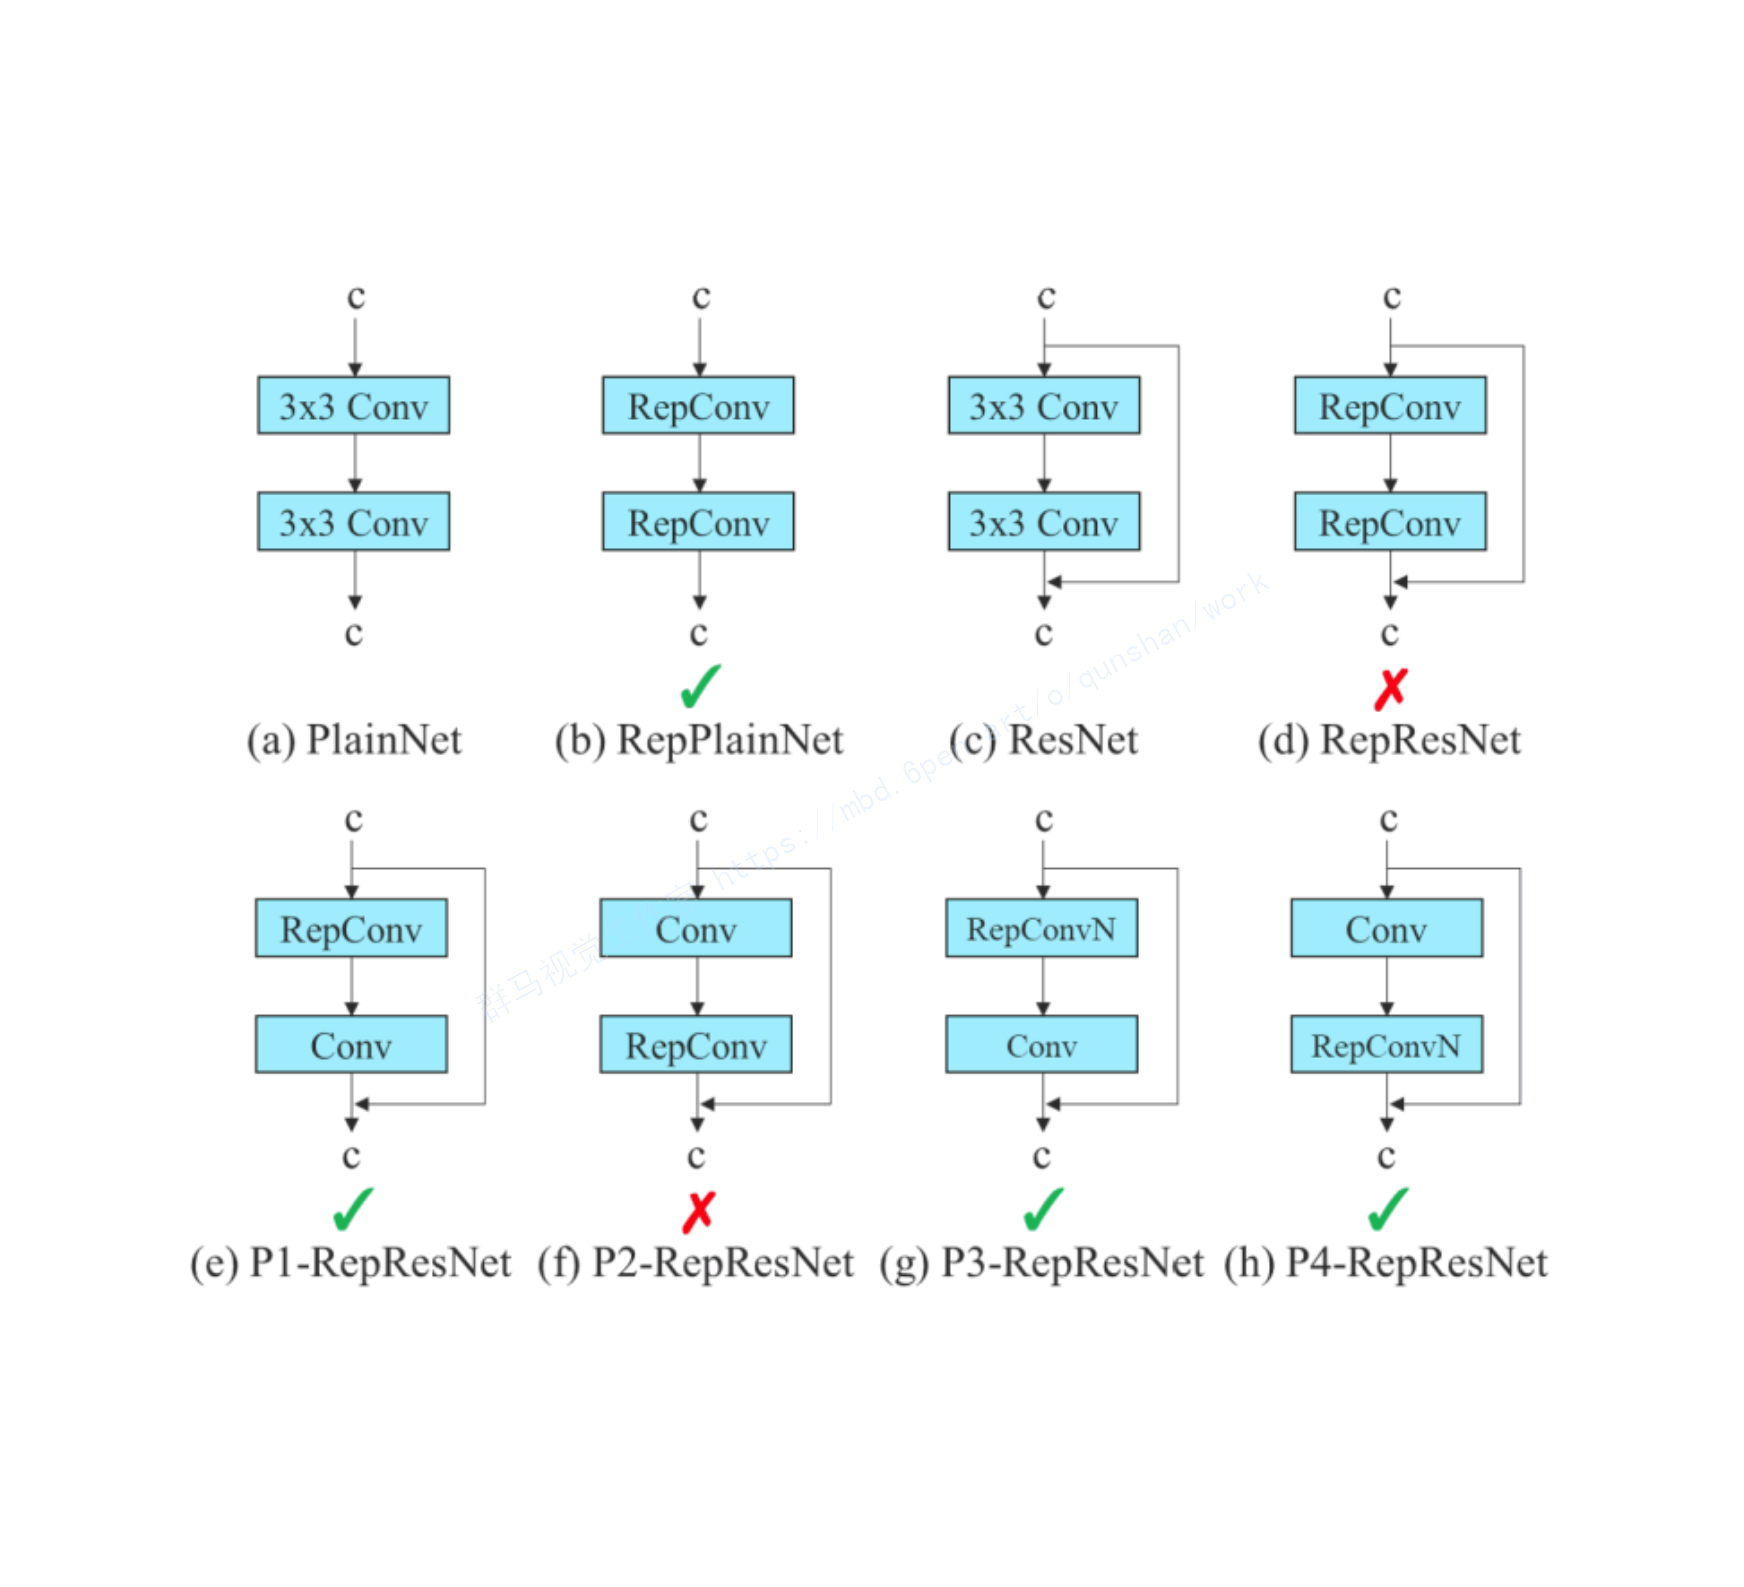 c c c c
3x3 Conv RepConv 3x3 Conv RepConv
3x3 Conv RepConv 3x3 Conv RepConv
c c c c
(a) PlainNet (b) RepPlainNet (c) ResNet (d) RepResNet
c c c c
RepConv Conv RepConvN Conv
Conv RepConv Conv RepConvN
c c c c
(e) P1-RepResNet (f) P2-RepResNet (g) P3-RepResNet (h) P4-RepResNet
群马视觉 https://mbd. /o/qunshan/work